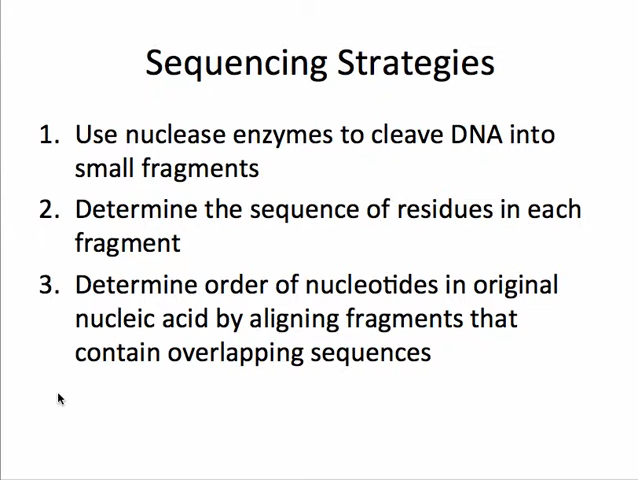 Sequencing Strategies
1. Use nuclease enzymes to cleave DNA into
small fragments
2. Determine the sequence of residues in each
fragment
3. Determine order of nucleotides in original
nucleic acid by aligning fragments that
contain overlapping sequences